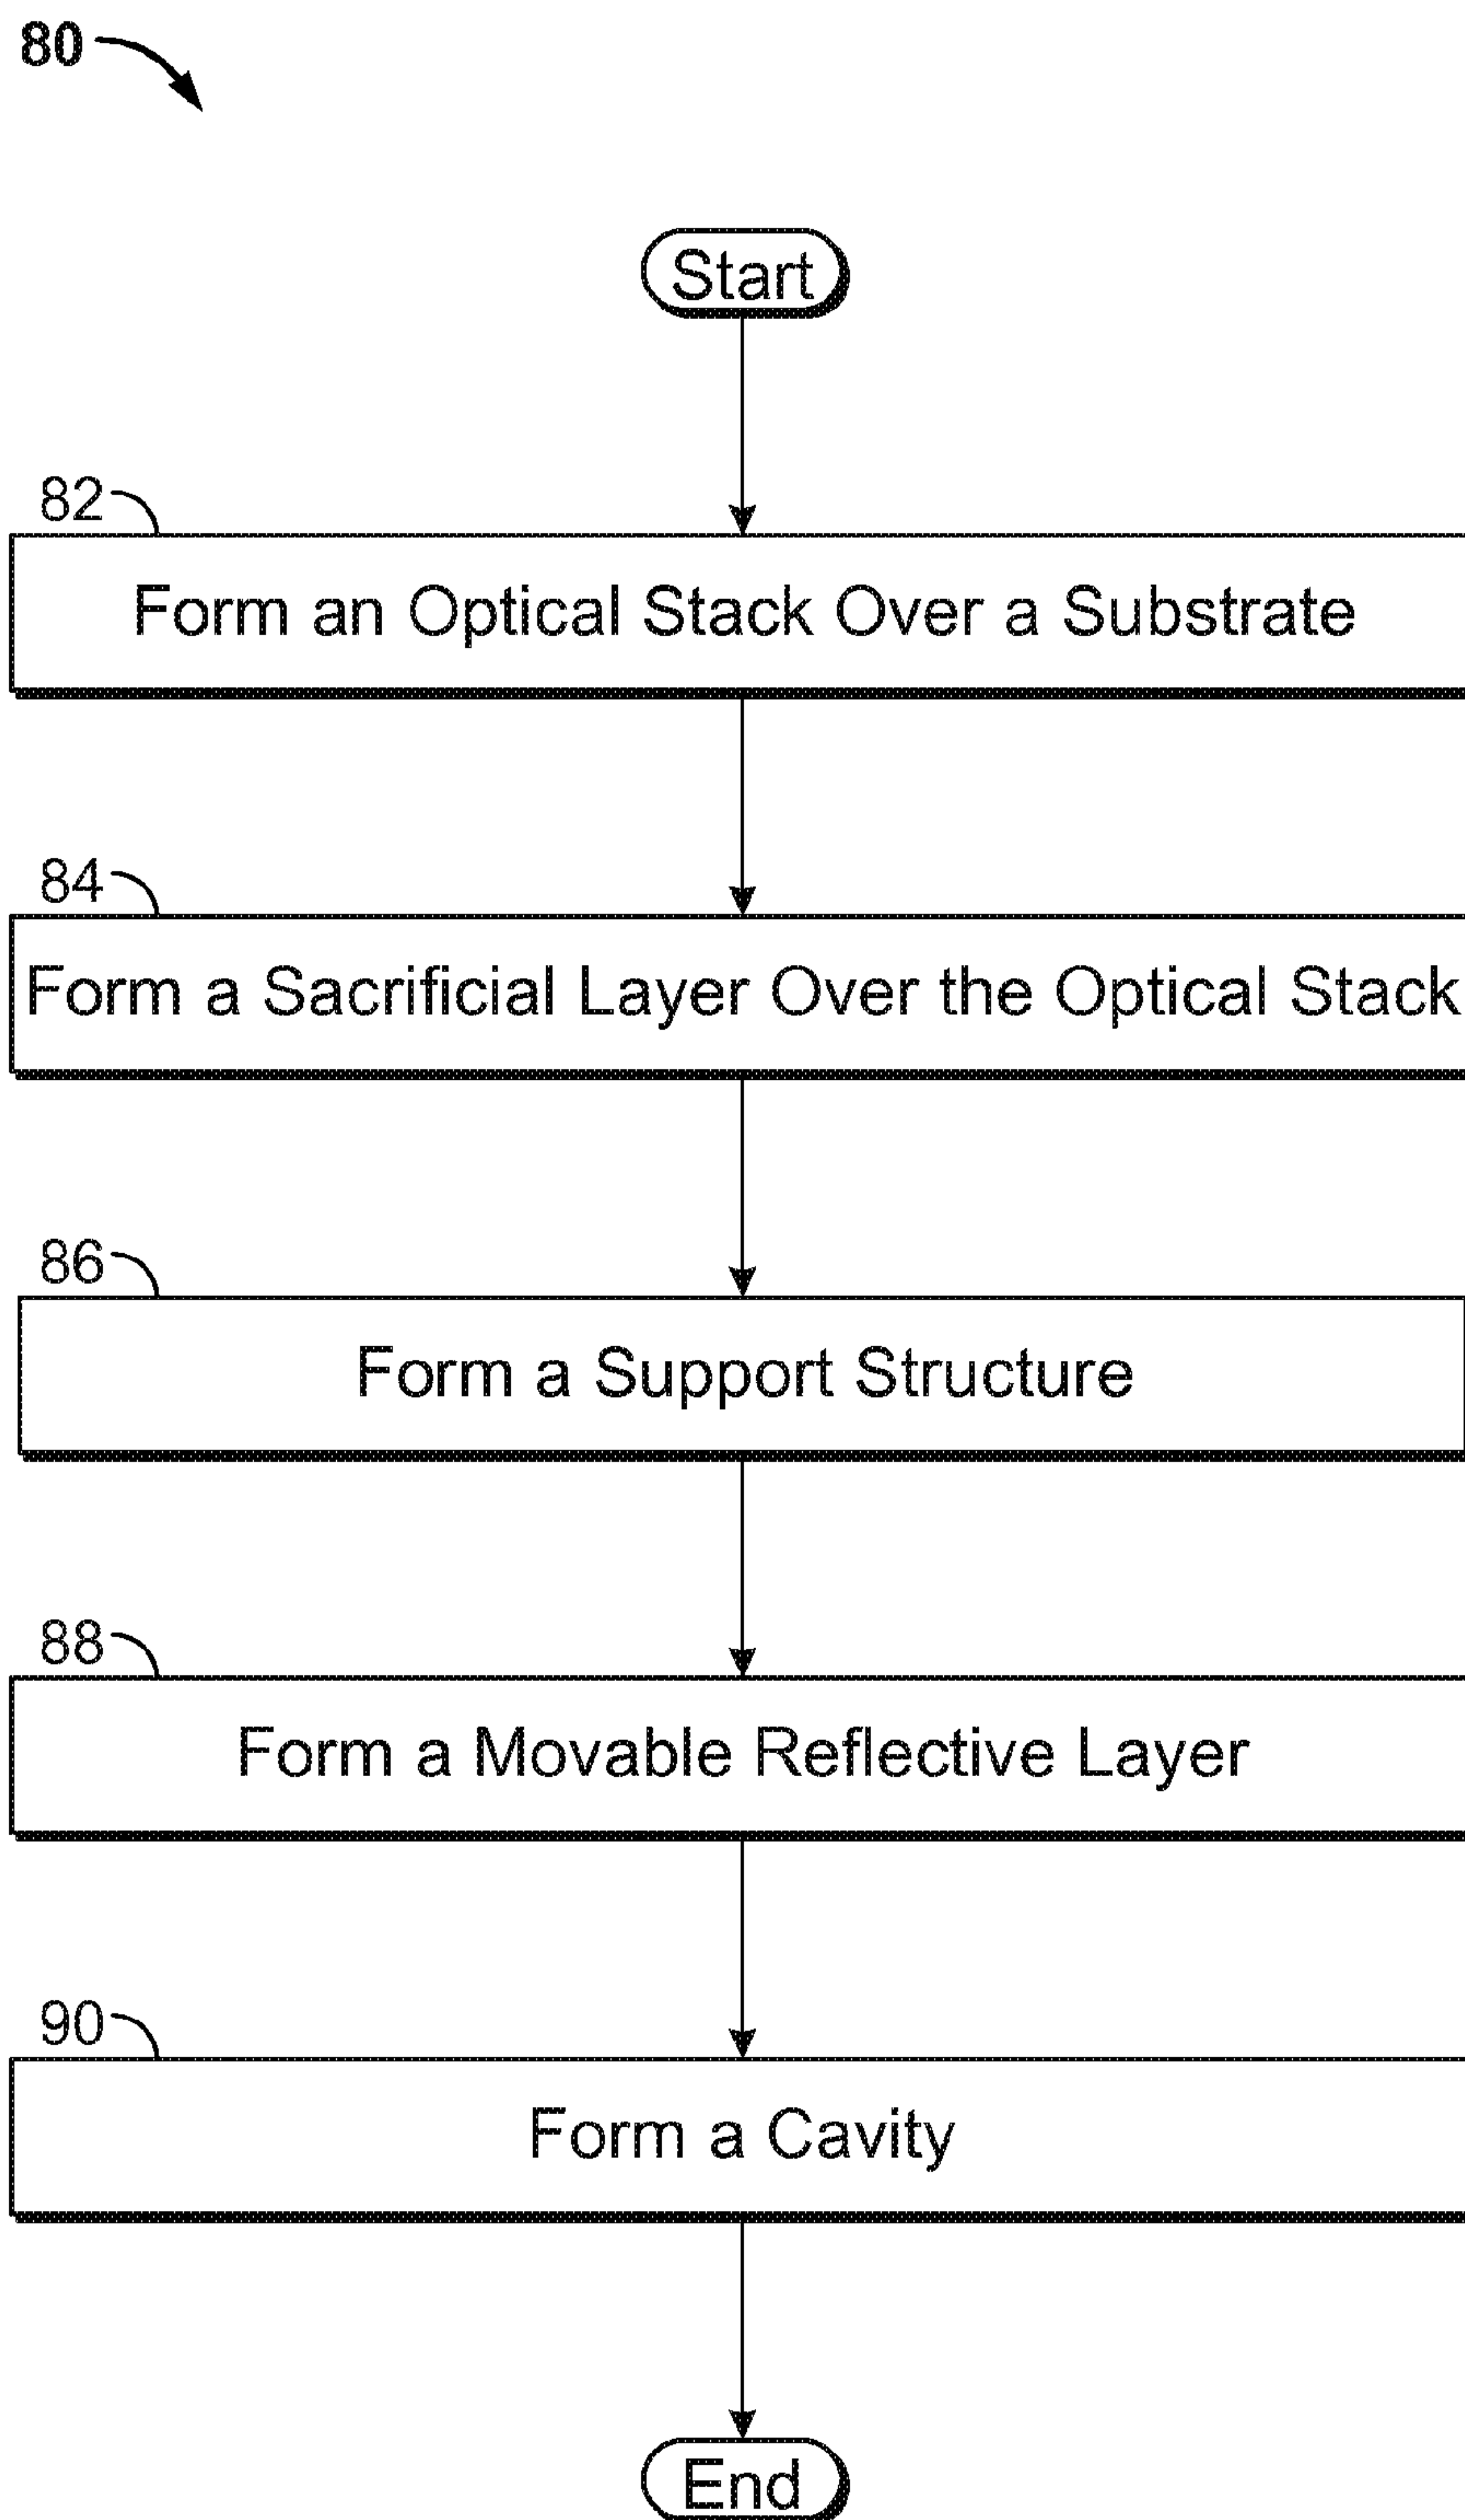 80
Start
82
Form an Optical Stack Over a Substrate
84
Form a Sacrificial Layer Over the Optical Stack
86
Form a Support Structure
88
Form a Movable Reflective Layer
90
Form a Cavity
End